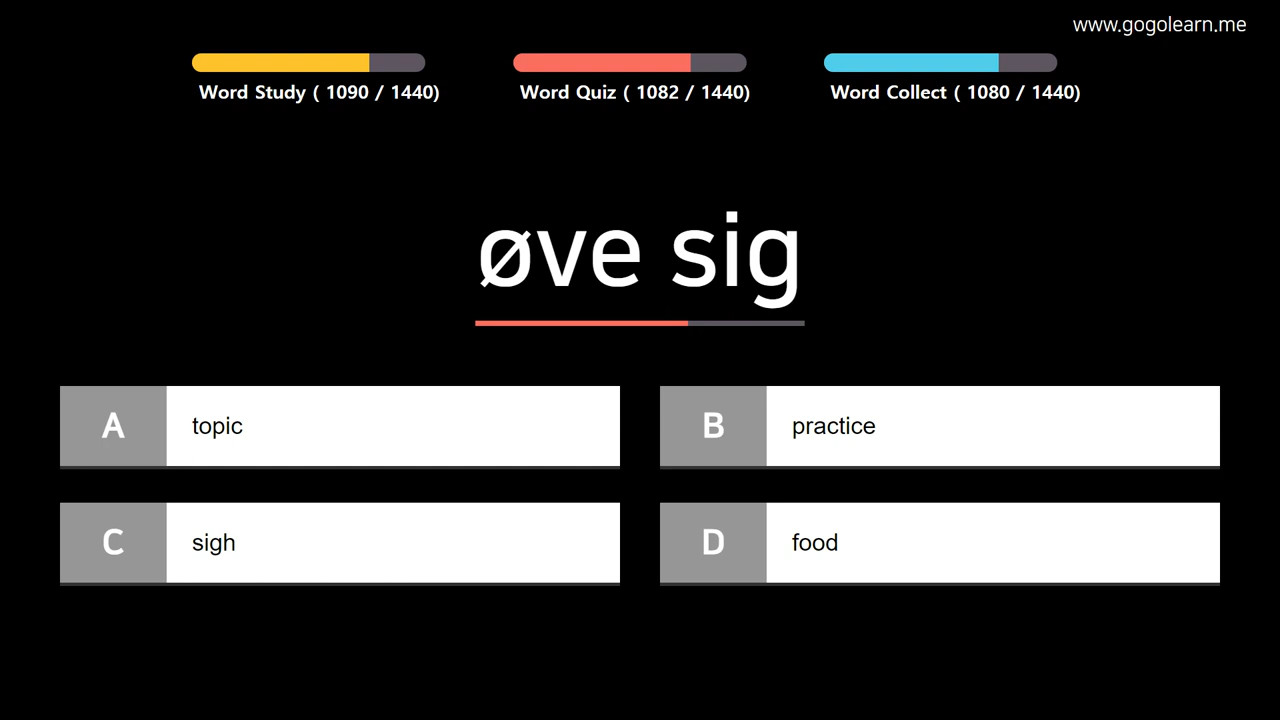 www.gogolearn.me
Word Study ( 1090 / 1440)
Word Quiz ( 1082 / 1440)
Word Collect ( 1080 / 1440)
øve sig
A topic
B practice
C sigh
D food